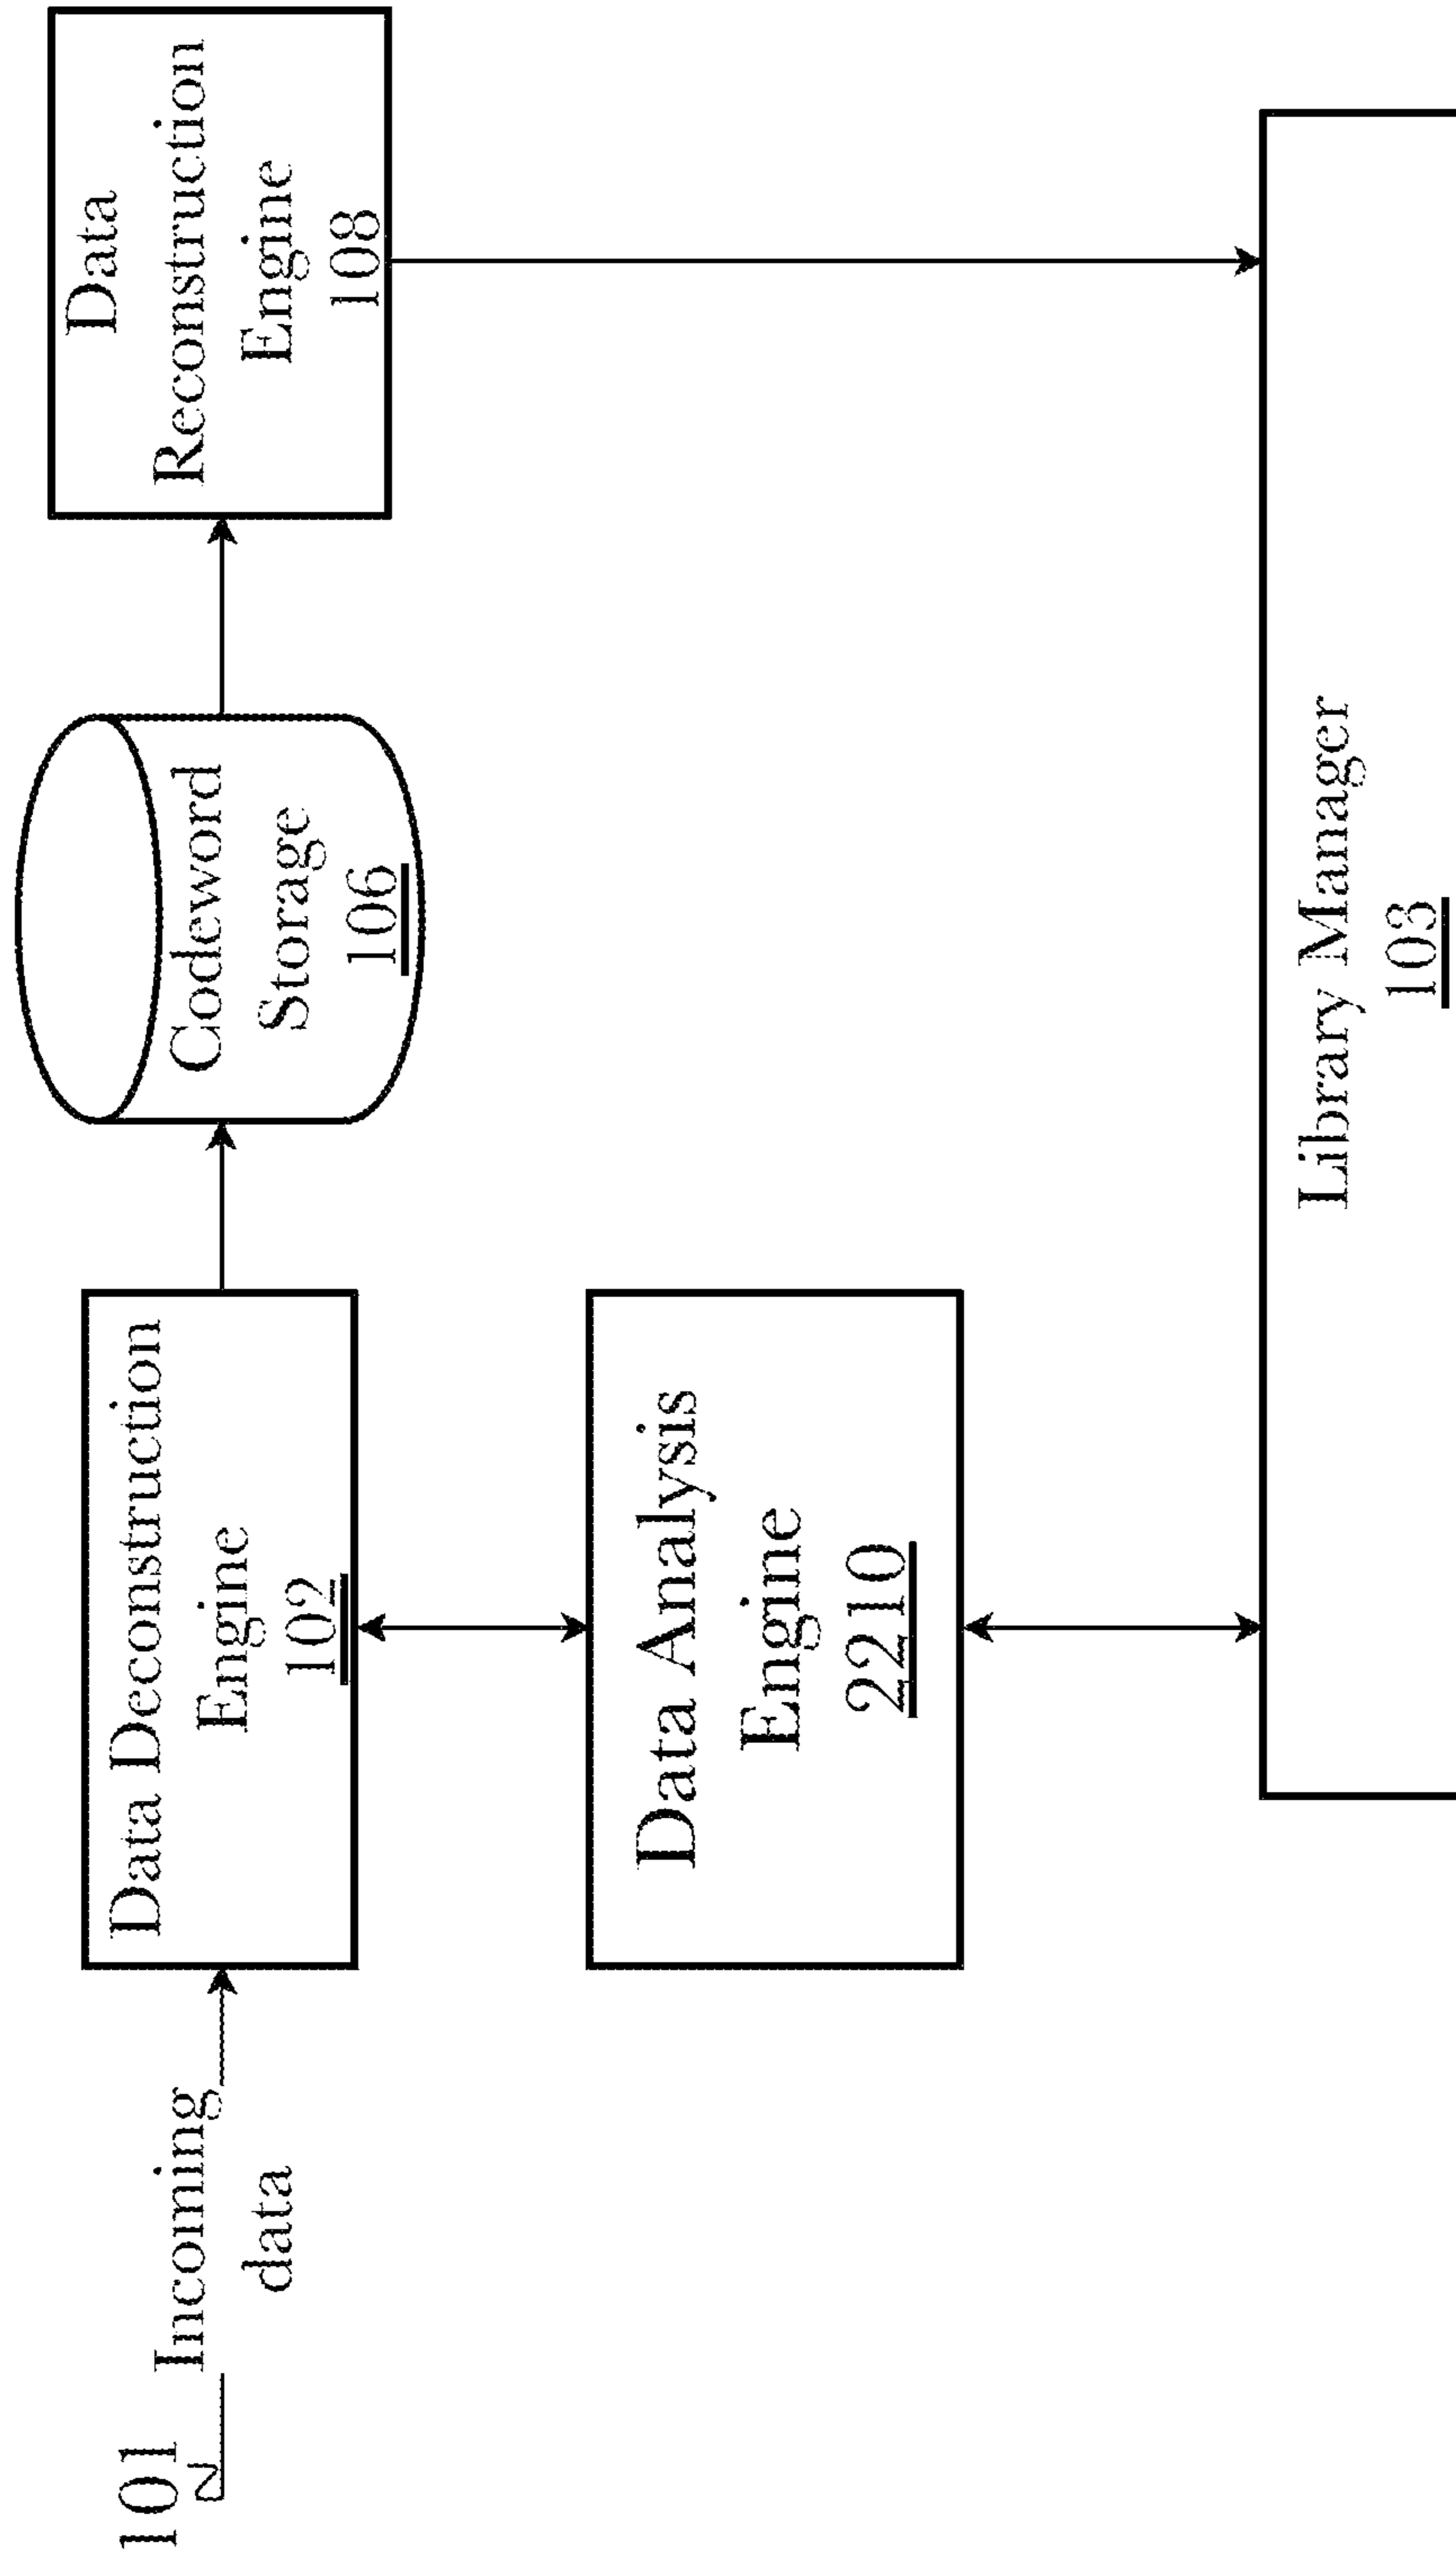 101
Incoming
data
Data Deconstruction
Engine
102
Codeword
Storage
106
Data
Reconstruction
Engine
108
Data Analysis
Engine
2210
Library Manager
103